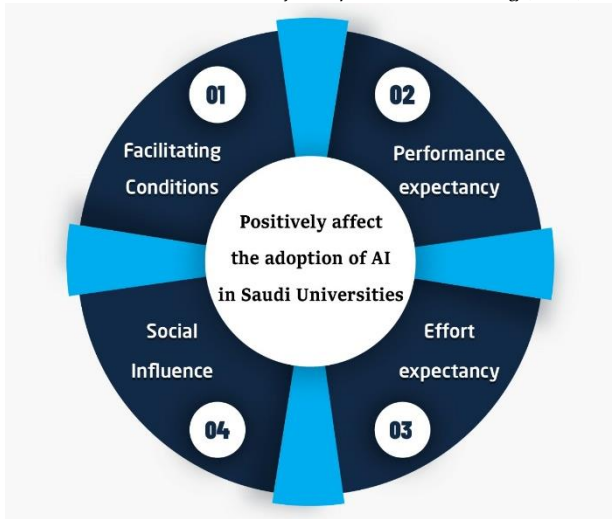 01
Facilitating
Conditions
02
Performance
expectancy
Positively affect
the adoption of AI
in Saudi Universities
Social
Influence
04
Effort
expectancy
03